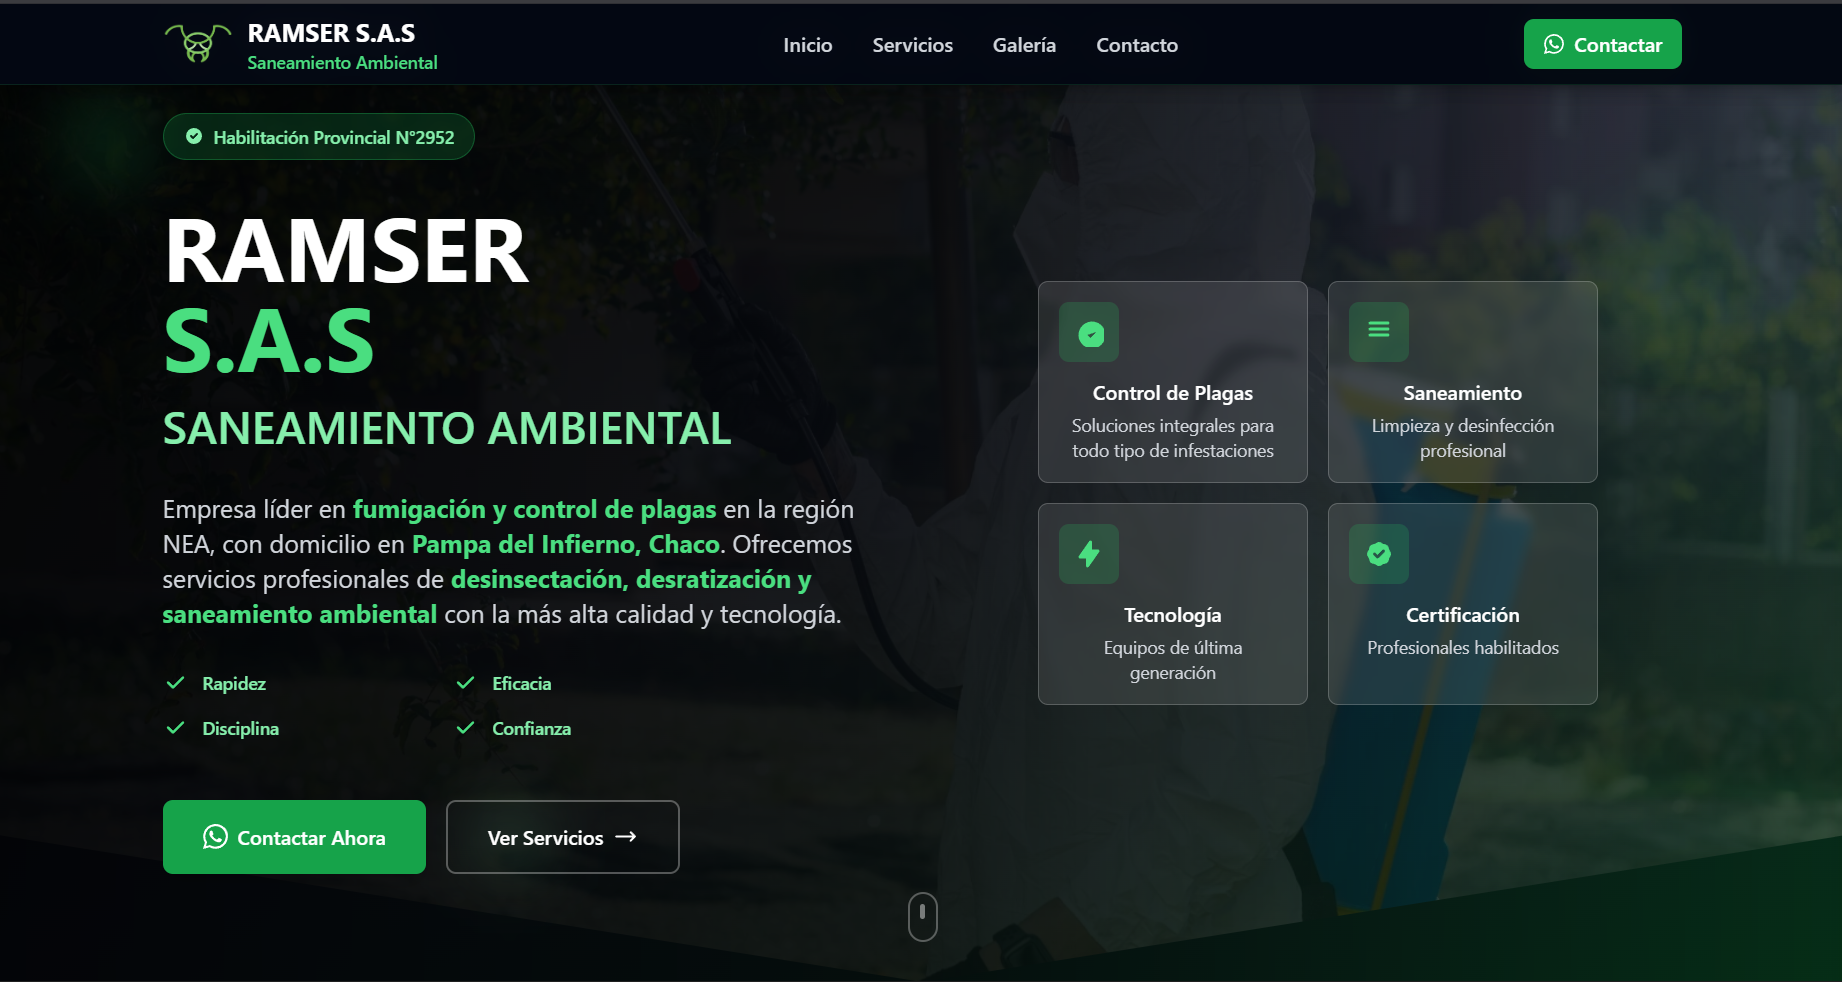 RAMSER S.A.S
Saneamiento Ambiental
Inicio
Servicios
Galería
Contacto
Contactar
Habilitación Provincial N°2952
RAMSER
S.A.S
SANEAMIENTO AMBIENTAL
Empresa líder en fumigación y control de plagas en la región
NEA, con domicilio en Pampa del Infierno, Chaco. Ofrecemos
servicios profesionales de desinsectación, desratización y
saneamiento ambiental con la más alta calidad y tecnología.
Rapidez
Eficacia
Disciplina
Confianza
Contactar Ahora
Ver Servicios →
Control de Plagas
Soluciones integrales para
todo tipo de infestaciones
Saneamiento
Limpieza y desinfección
profesional
Tecnología
Equipos de última
generación
Certificación
Profesionales habilitados